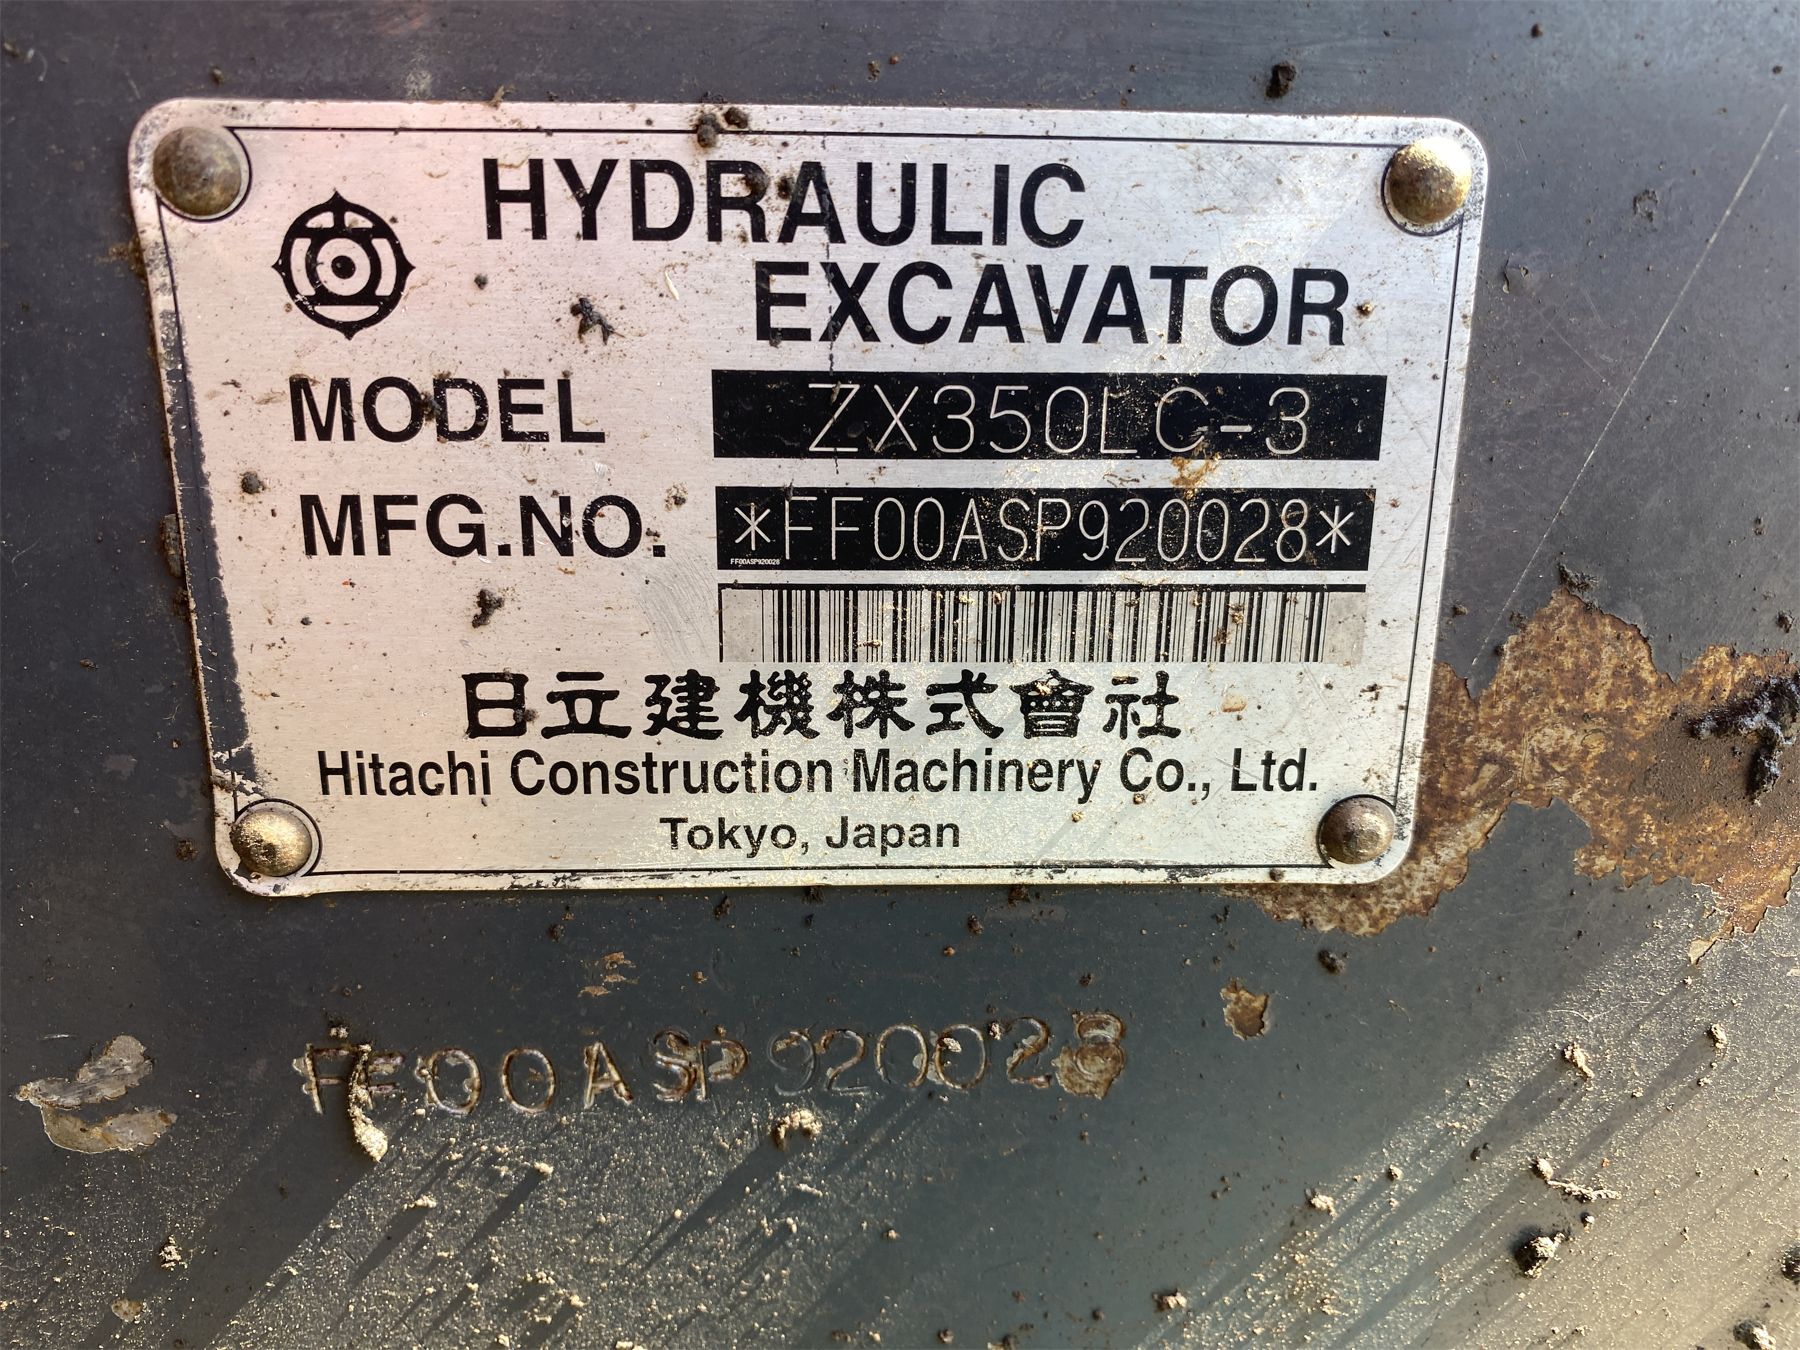 HYDRAULIC
EXCAVATOR
MODEL ZX350LC-3
MFG.NO. *FF00ASP920028*
FF00ASP920028
日立建機株式會社
Hitachi Construction Machinery Co., Ltd.
Tokyo, Japan
FF00ASP920028